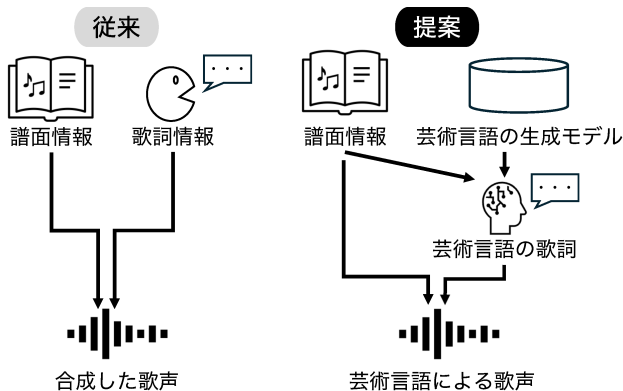 従来
提案
・・・
譜面情報
歌詞情報
譜面情報
芸術言語の生成モデル
・・・
芸術言語の歌詞
合成した歌声
芸術言語による歌声